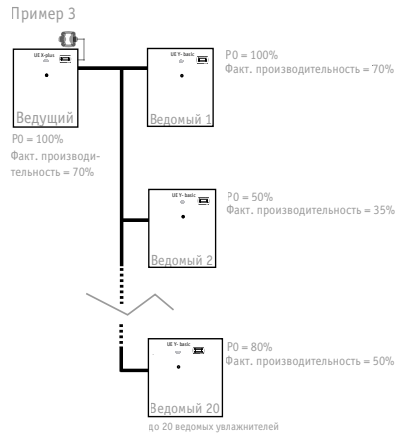 Пример 3
UE X-plus
UE Y- basic
P0 = 100%
Факт. производительность = 70%
Ведущий
Ведомый 1
P0 = 100%
Факт. производи-
тельность = 70%
UE Y- basic
P0 = 50%
Факт. производительность = 35%
Ведомый 2
UE Y- basic
P0 = 80%
Факт. производительность = 50%
Ведомый 20
до 20 ведомых увлажнителей